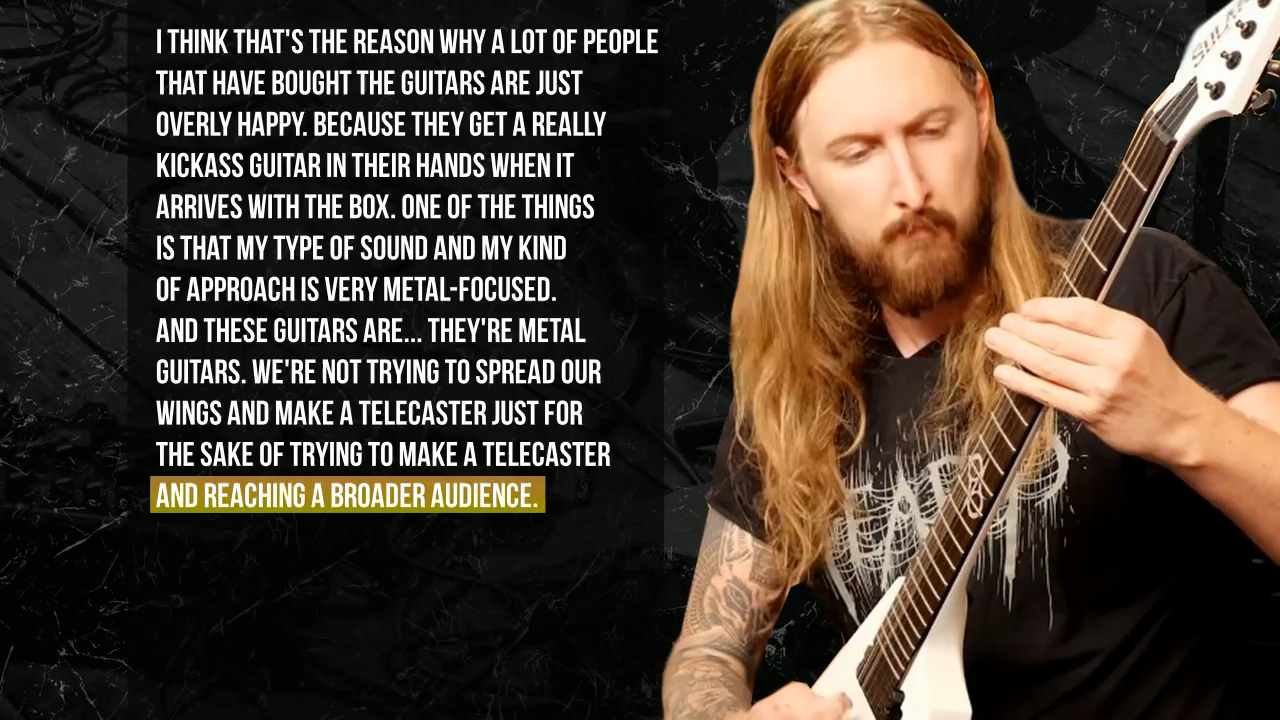 I THINK THAT'S THE REASON WHY A LOT OF PEOPLE
THAT HAVE BOUGHT THE GUITARS ARE JUST
OVERLY HAPPY. BECAUSE THEY GET A REALLY
KICKASS GUITAR IN THEIR HANDS WHEN IT
ARRIVES WITH THE BOX. ONE OF THE THINGS
IS THAT MY TYPE OF SOUND AND MY KIND
OF APPROACH IS VERY METAL-FOCUSED.
AND THESE GUITARS ARE... THEY'RE METAL
GUITARS. WE'RE NOT TRYING TO SPREAD OUR
WINGS AND MAKE A TELECASTER JUST FOR
THE SAKE OF TRYING TO MAKE A TELECASTER
AND REACHING A BROADER AUDIENCE.